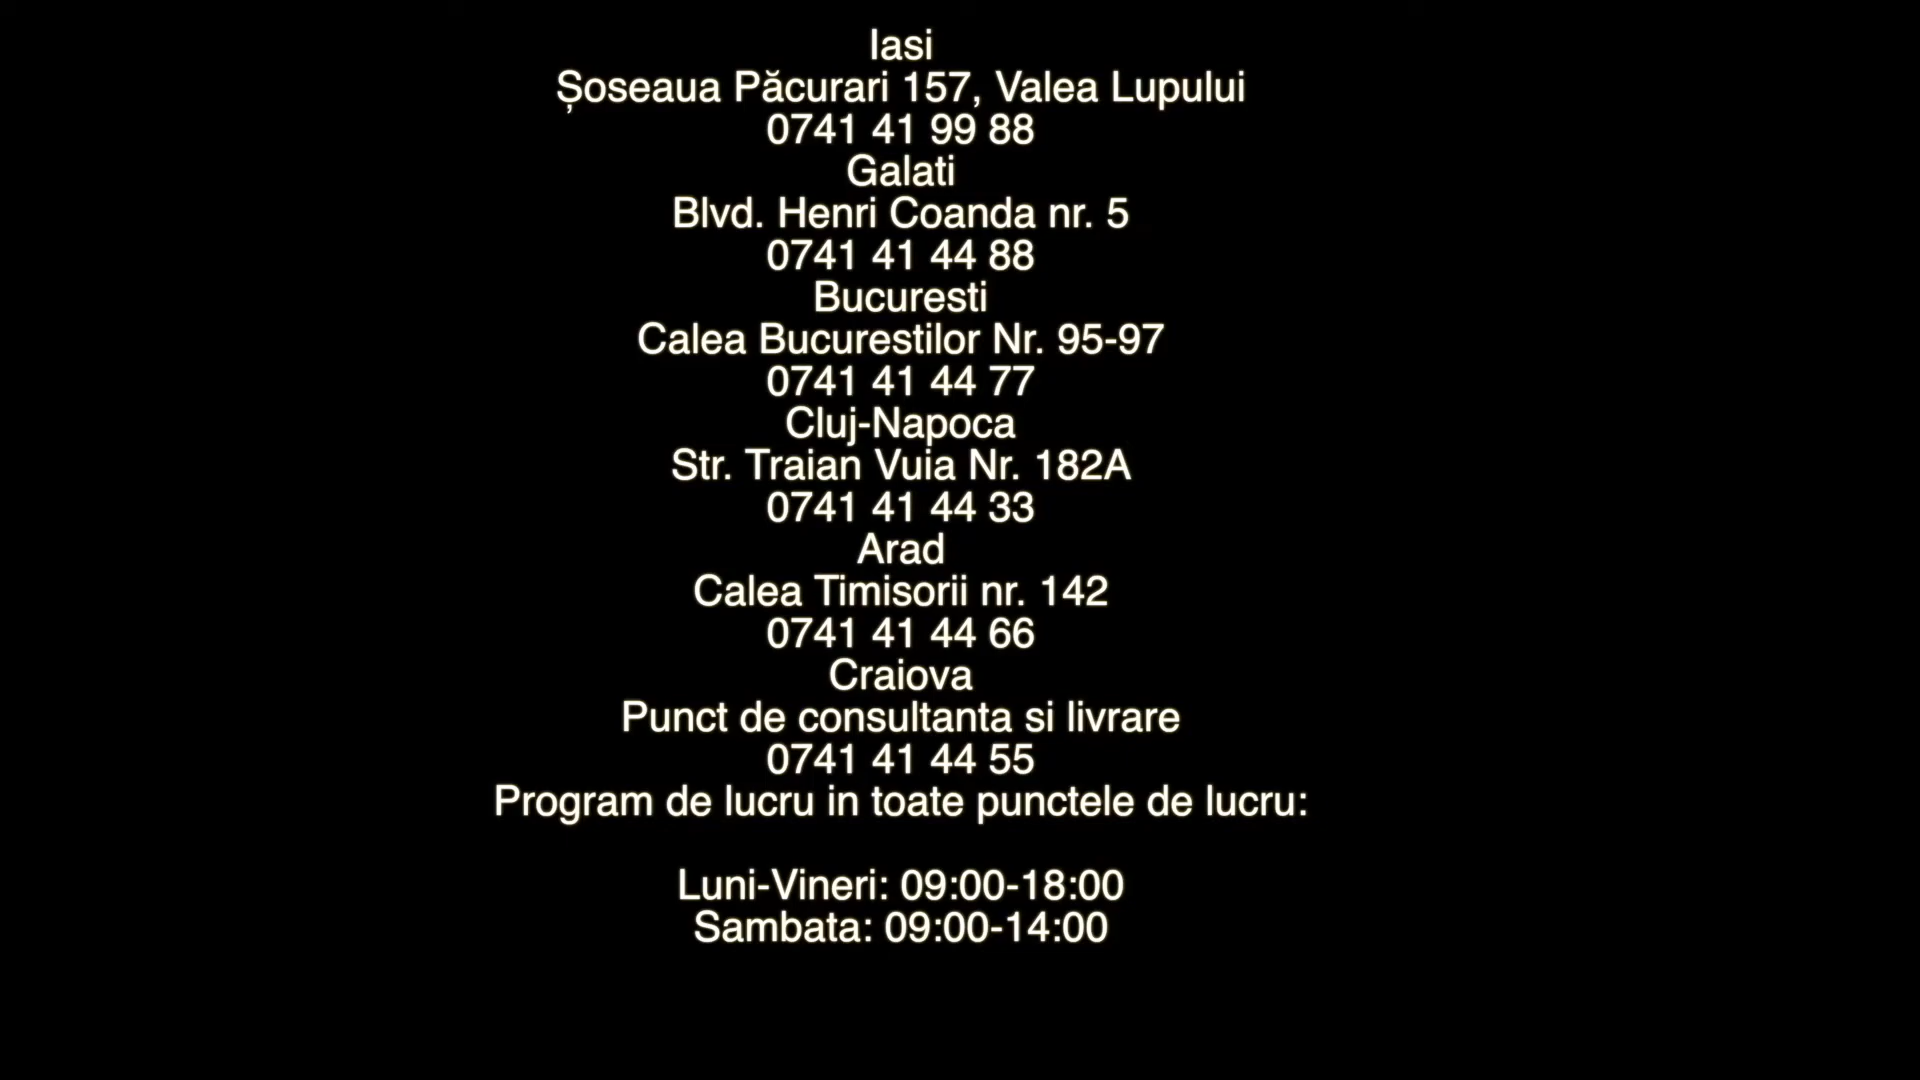 Iasi
Șoseaua Păcurari 157, Valea Lupului
0741 41 99 88
Galati
Blvd. Henri Coanda nr. 5
0741 41 44 88
Bucuresti
Calea Bucurestilor Nr. 95-97
0741 41 44 77
Cluj-Napoca
Str. Traian Vuia Nr. 182A
0741 41 44 33
Arad
Calea Timisorii nr. 142
0741 41 44 66
Craiova
Punct de consultanta si livrare
0741 41 44 55
Program de lucru in toate punctele de lucru:
Luni-Vineri: 09:00-18:00
Sambata: 09:00-14:00